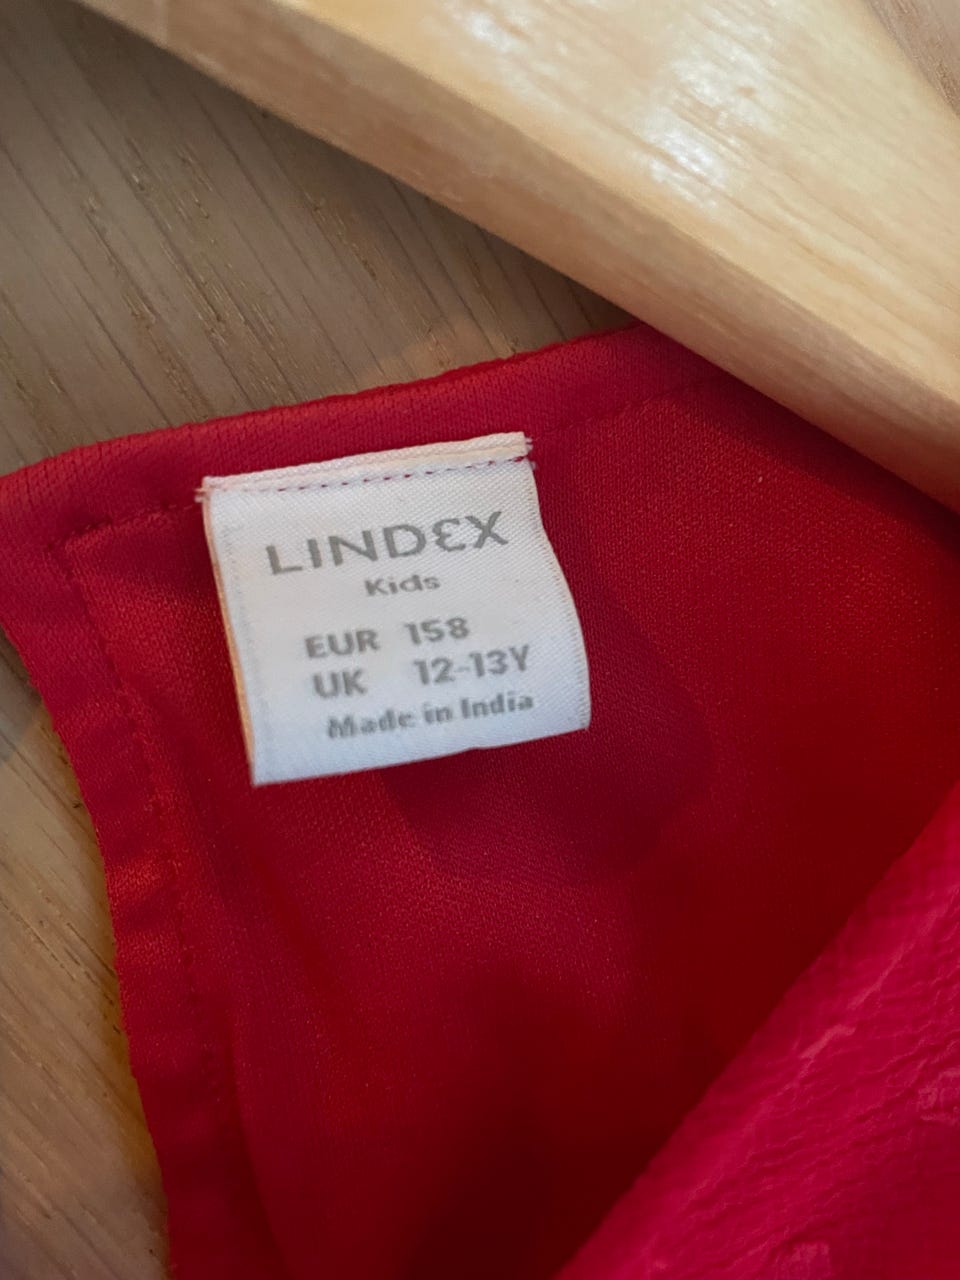 LINDEX
Kids
EUR 158
UK 12-13Y
Made in India